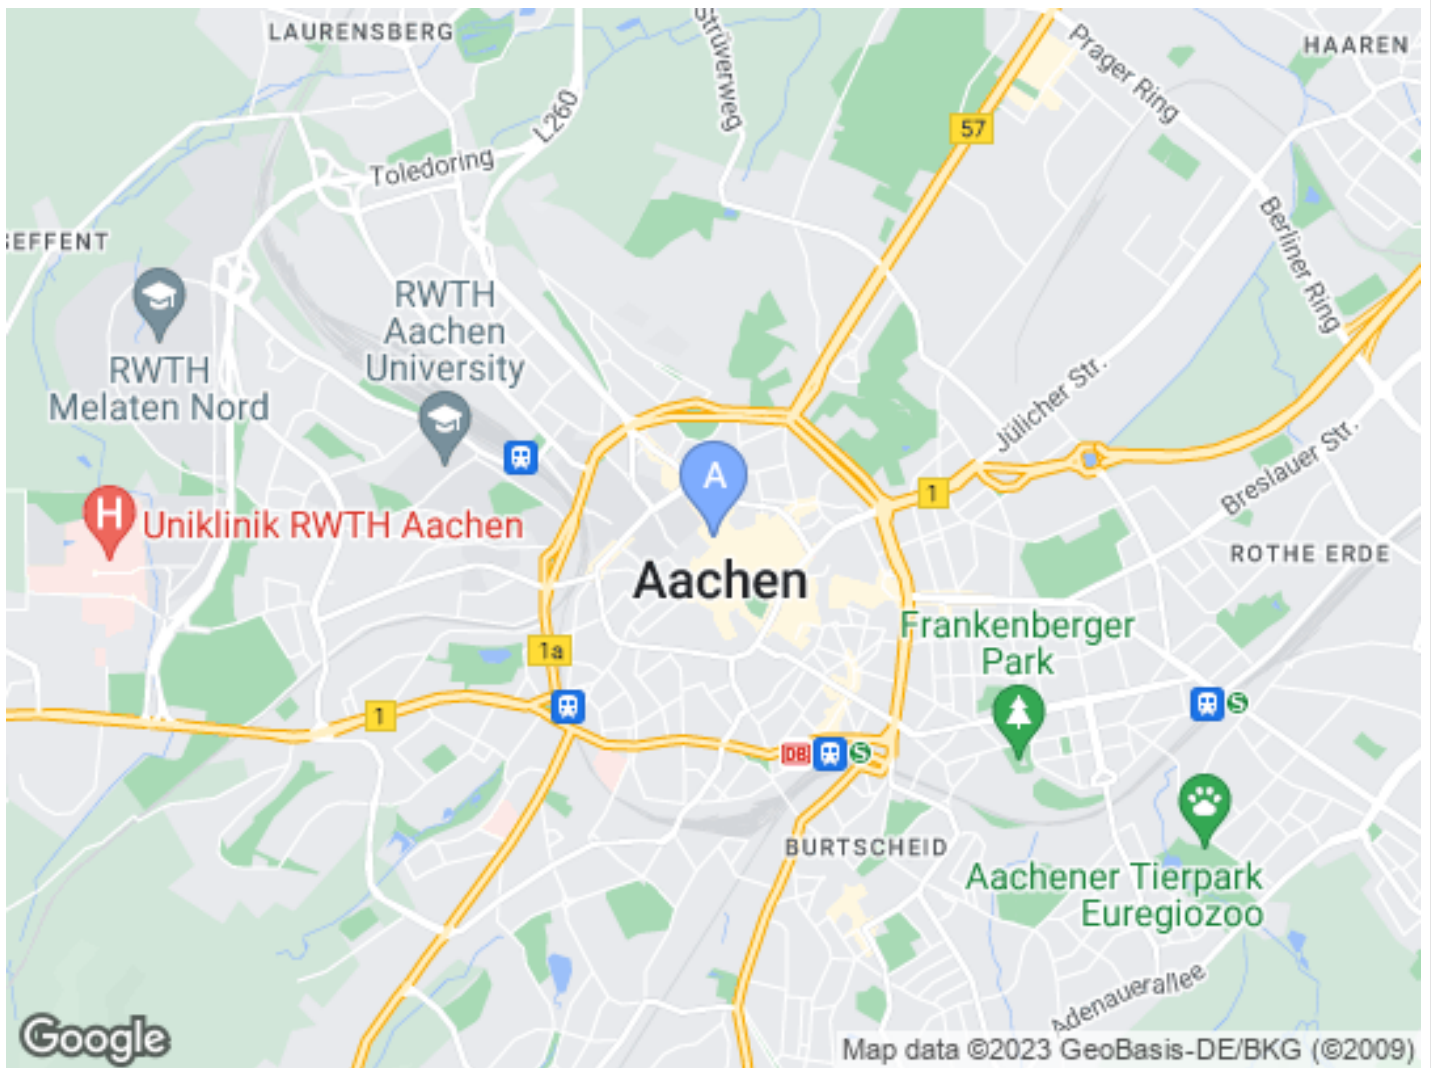 LAURENSBERG
Strüverweg
Prager Ring
HAAREN
L260
57
Toledoring
Berliner Ring
RWTH
Aachen
University
RWTH
Melaten Nord
Jülicher Str.
Breslauer Str.
A
H
Uniklinik RWTH Aachen
1
ROTHE ERDE
Aachen
Frankenberger
Park
1a
1
S
DB
S
BURTSCHEID
Aachener Tierpark
Euregiozoo
Adenauerallee
Google
Map data ©2023 GeoBasis-DE/BKG (©2009)